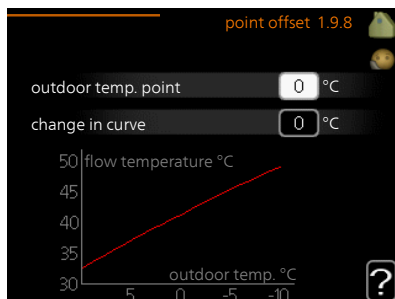 point offset 1.9.8
outdoor temp. point 0 °C
change in curve 0 °C
50 flow temperature °C
45
40
35
outdoor temp. °C
30
5 0 -5 -10
?